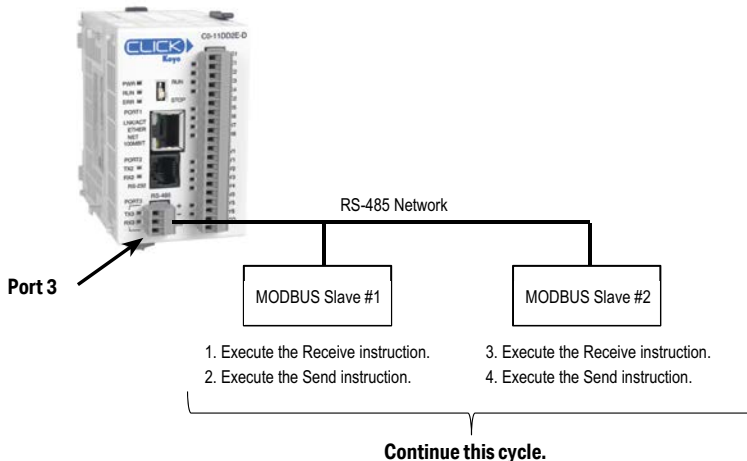 C0-11DD2E-D
CLICK
Koyo
PWR
RUN
RUN
ERR
STOP
PORT1
LNK/ACT
ETHER
NET
100MBIT
PORT2
TX2
RX2
RS-232
RS-485
PORT3
TX3
RX3
RS-485 Network
Port 3
MODBUS Slave #1
MODBUS Slave #2
1. Execute the Receive instruction.
2. Execute the Send instruction.
3. Execute the Receive instruction.
4. Execute the Send instruction.
Continue this cycle.